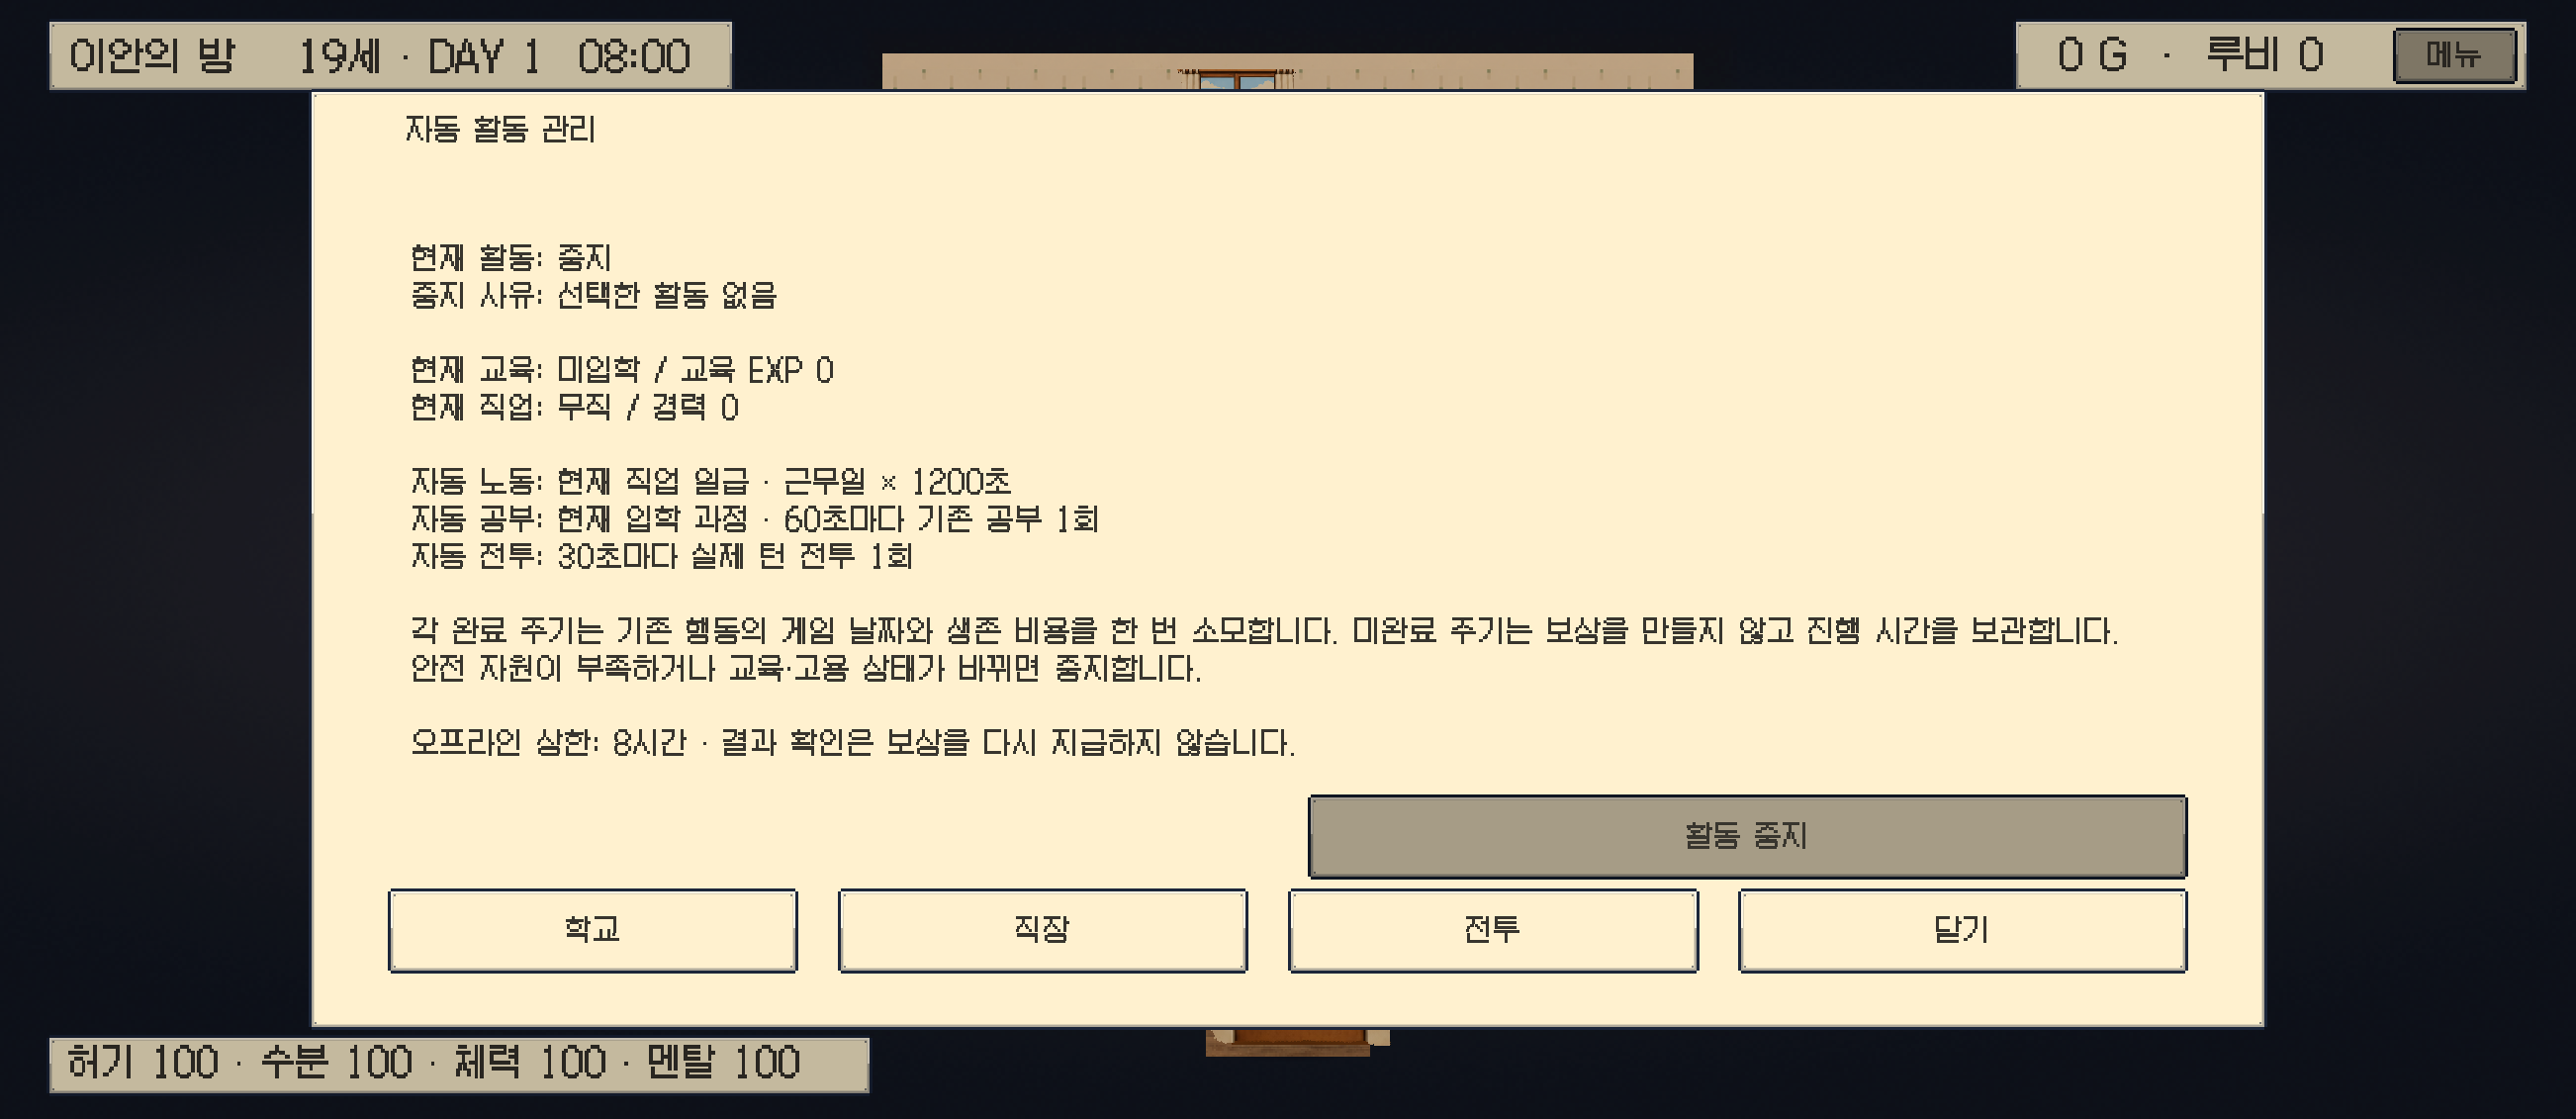 이안의 방 19세 · DAY 1 08:00
0 G · 루비 0 메뉴
자동 활동 관리
현재 활동: 중지
중지 사유: 선택한 활동 없음
현재 교육: 미입학 / 교육 EXP 0
현재 직업: 무직 / 경력 0
자동 노동: 현재 직업 일급 · 근무일 × 1200초
자동 공부: 현재 입학 과정 · 60초마다 기존 공부 1회
자동 전투: 30초마다 실제 턴 전투 1회
각 완료 주기는 기존 행동의 게임 날짜와 생존 비용을 한 번 소모합니다. 미완료 주기는 보상을 만들지 않고 진행 시간을 보관합니다.
안전 자원이 부족하거나 교육·고용 상태가 바뀌면 중지합니다.
오프라인 상한: 8시간 · 결과 확인은 보상을 다시 지급하지 않습니다.
활동 중지
학교 직장 전투 닫기
허기 100 · 수분 100 · 체력 100 · 멘탈 100